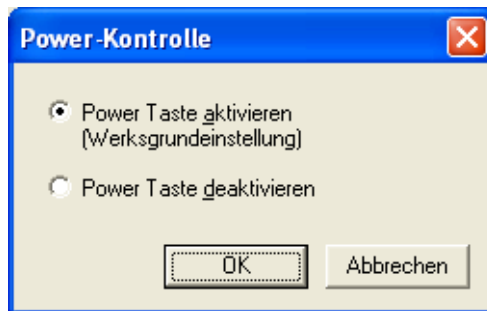 Power-Kontrolle
Power Taste aktivieren
(Werksgrundeinstellung)
Power Taste deaktivieren
OK
Abbrechen